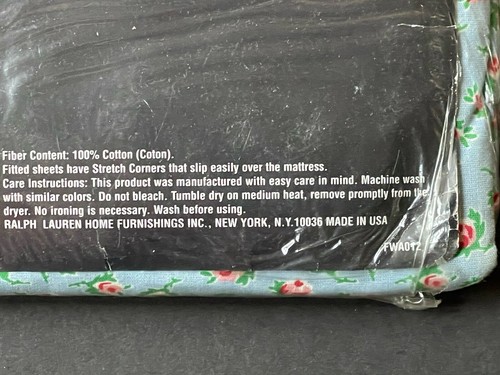 Fiber Content: 100% Cotton (Coton).
Fitted sheets have Stretch Corners that slip easily over the mattress.
Care Instructions: This product was manufactured with easy care in mind. Machine wash
with similar colors. Do not bleach. Tumble dry on medium heat, remove promptly from the
dryer. No ironing is necessary. Wash before using.
RALPH LAUREN HOME FURNISHINGS INC., NEW YORK, N.Y.10036 MADE IN USA
FWA012